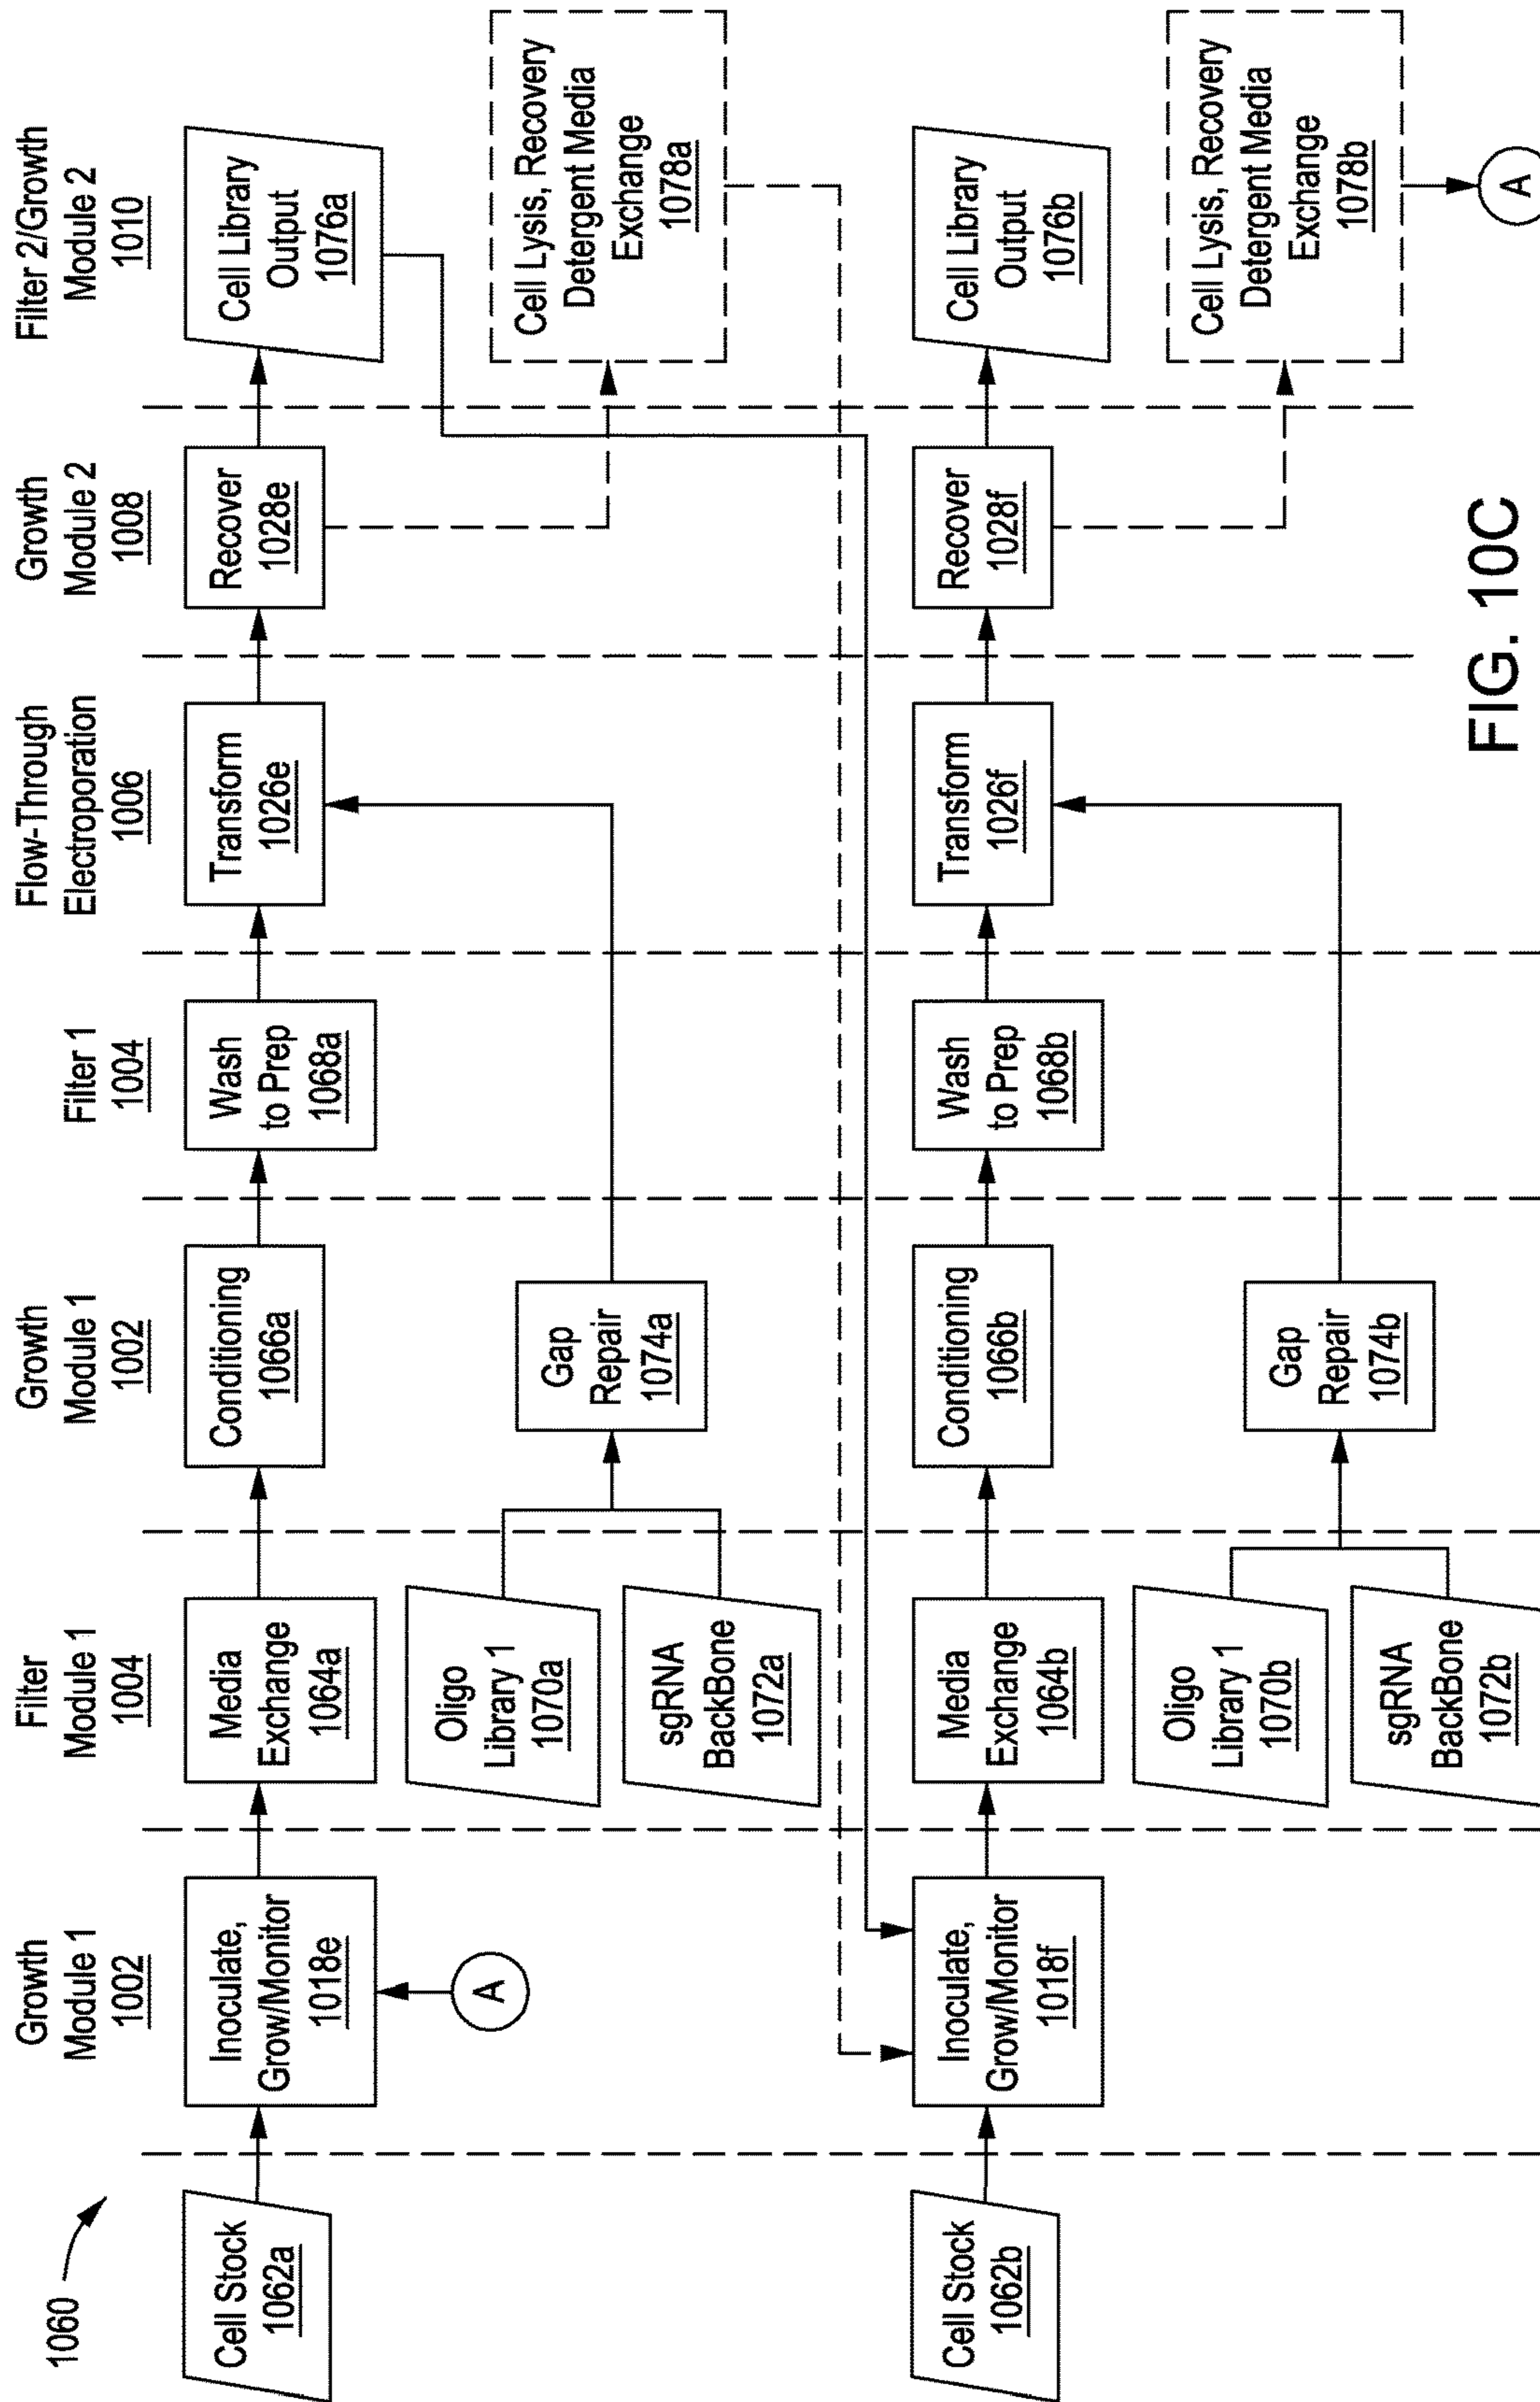 1060
Growth
Module 1
1002
Filter
Module 1
1004
Growth
Module 1
1002
Filter 1
1004
Flow-Through
Electroporation
1006
Growth
Module 2
1008
Filter 2/Growth
Module 2
1010
Cell Stock
1062a
Inoculate,
Grow/Monitor
1018e
Media
Exchange
1064a
Conditioning
1066a
Wash
to Prep
1068a
Transform
1026e
Recover
1028e
Cell Library
Output
1076a
A
Oligo
Library 1
1070a
sgRNA
BackBone
1072a
Gap
Repair
1074a
Cell Lysis, Recovery
Detergent Media
Exchange
1078a
Cell Stock
1062b
Inoculate,
Grow/Monitor
1018f
Media
Exchange
1064b
Conditioning
1066b
Wash
to Prep
1068b
Transform
1026f
Recover
1028f
Cell Library
Output
1076b
Oligo
Library 1
1070b
sgRNA
BackBone
1072b
Gap
Repair
1074b
Cell Lysis, Recovery
Detergent Media
Exchange
1078b
A
FIG. 10C